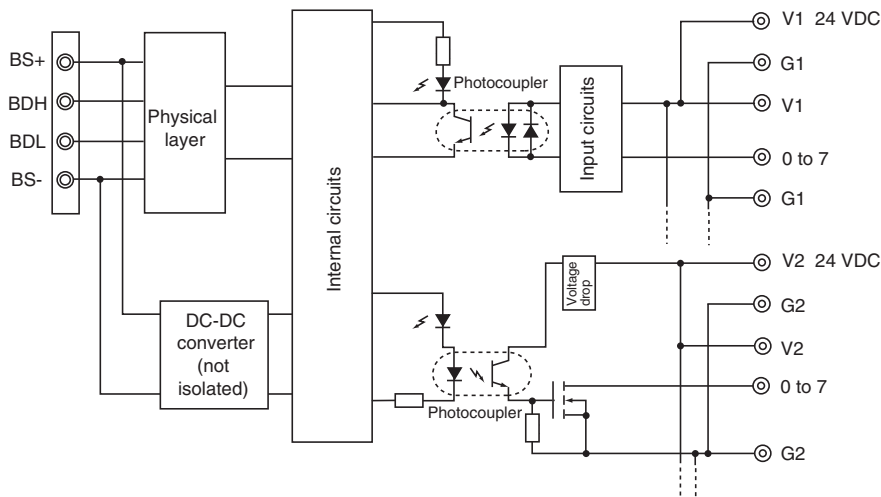 BS+
BDH
BDL
BS-
Physical
layer
DC-DC
converter
(not
isolated)
Internal circuits
Photocoupler
Input circuits
V1 24 VDC
G1
V1
0 to 7
G1
Voltage
drop
Photocoupler
V2 24 VDC
G2
V2
0 to 7
G2